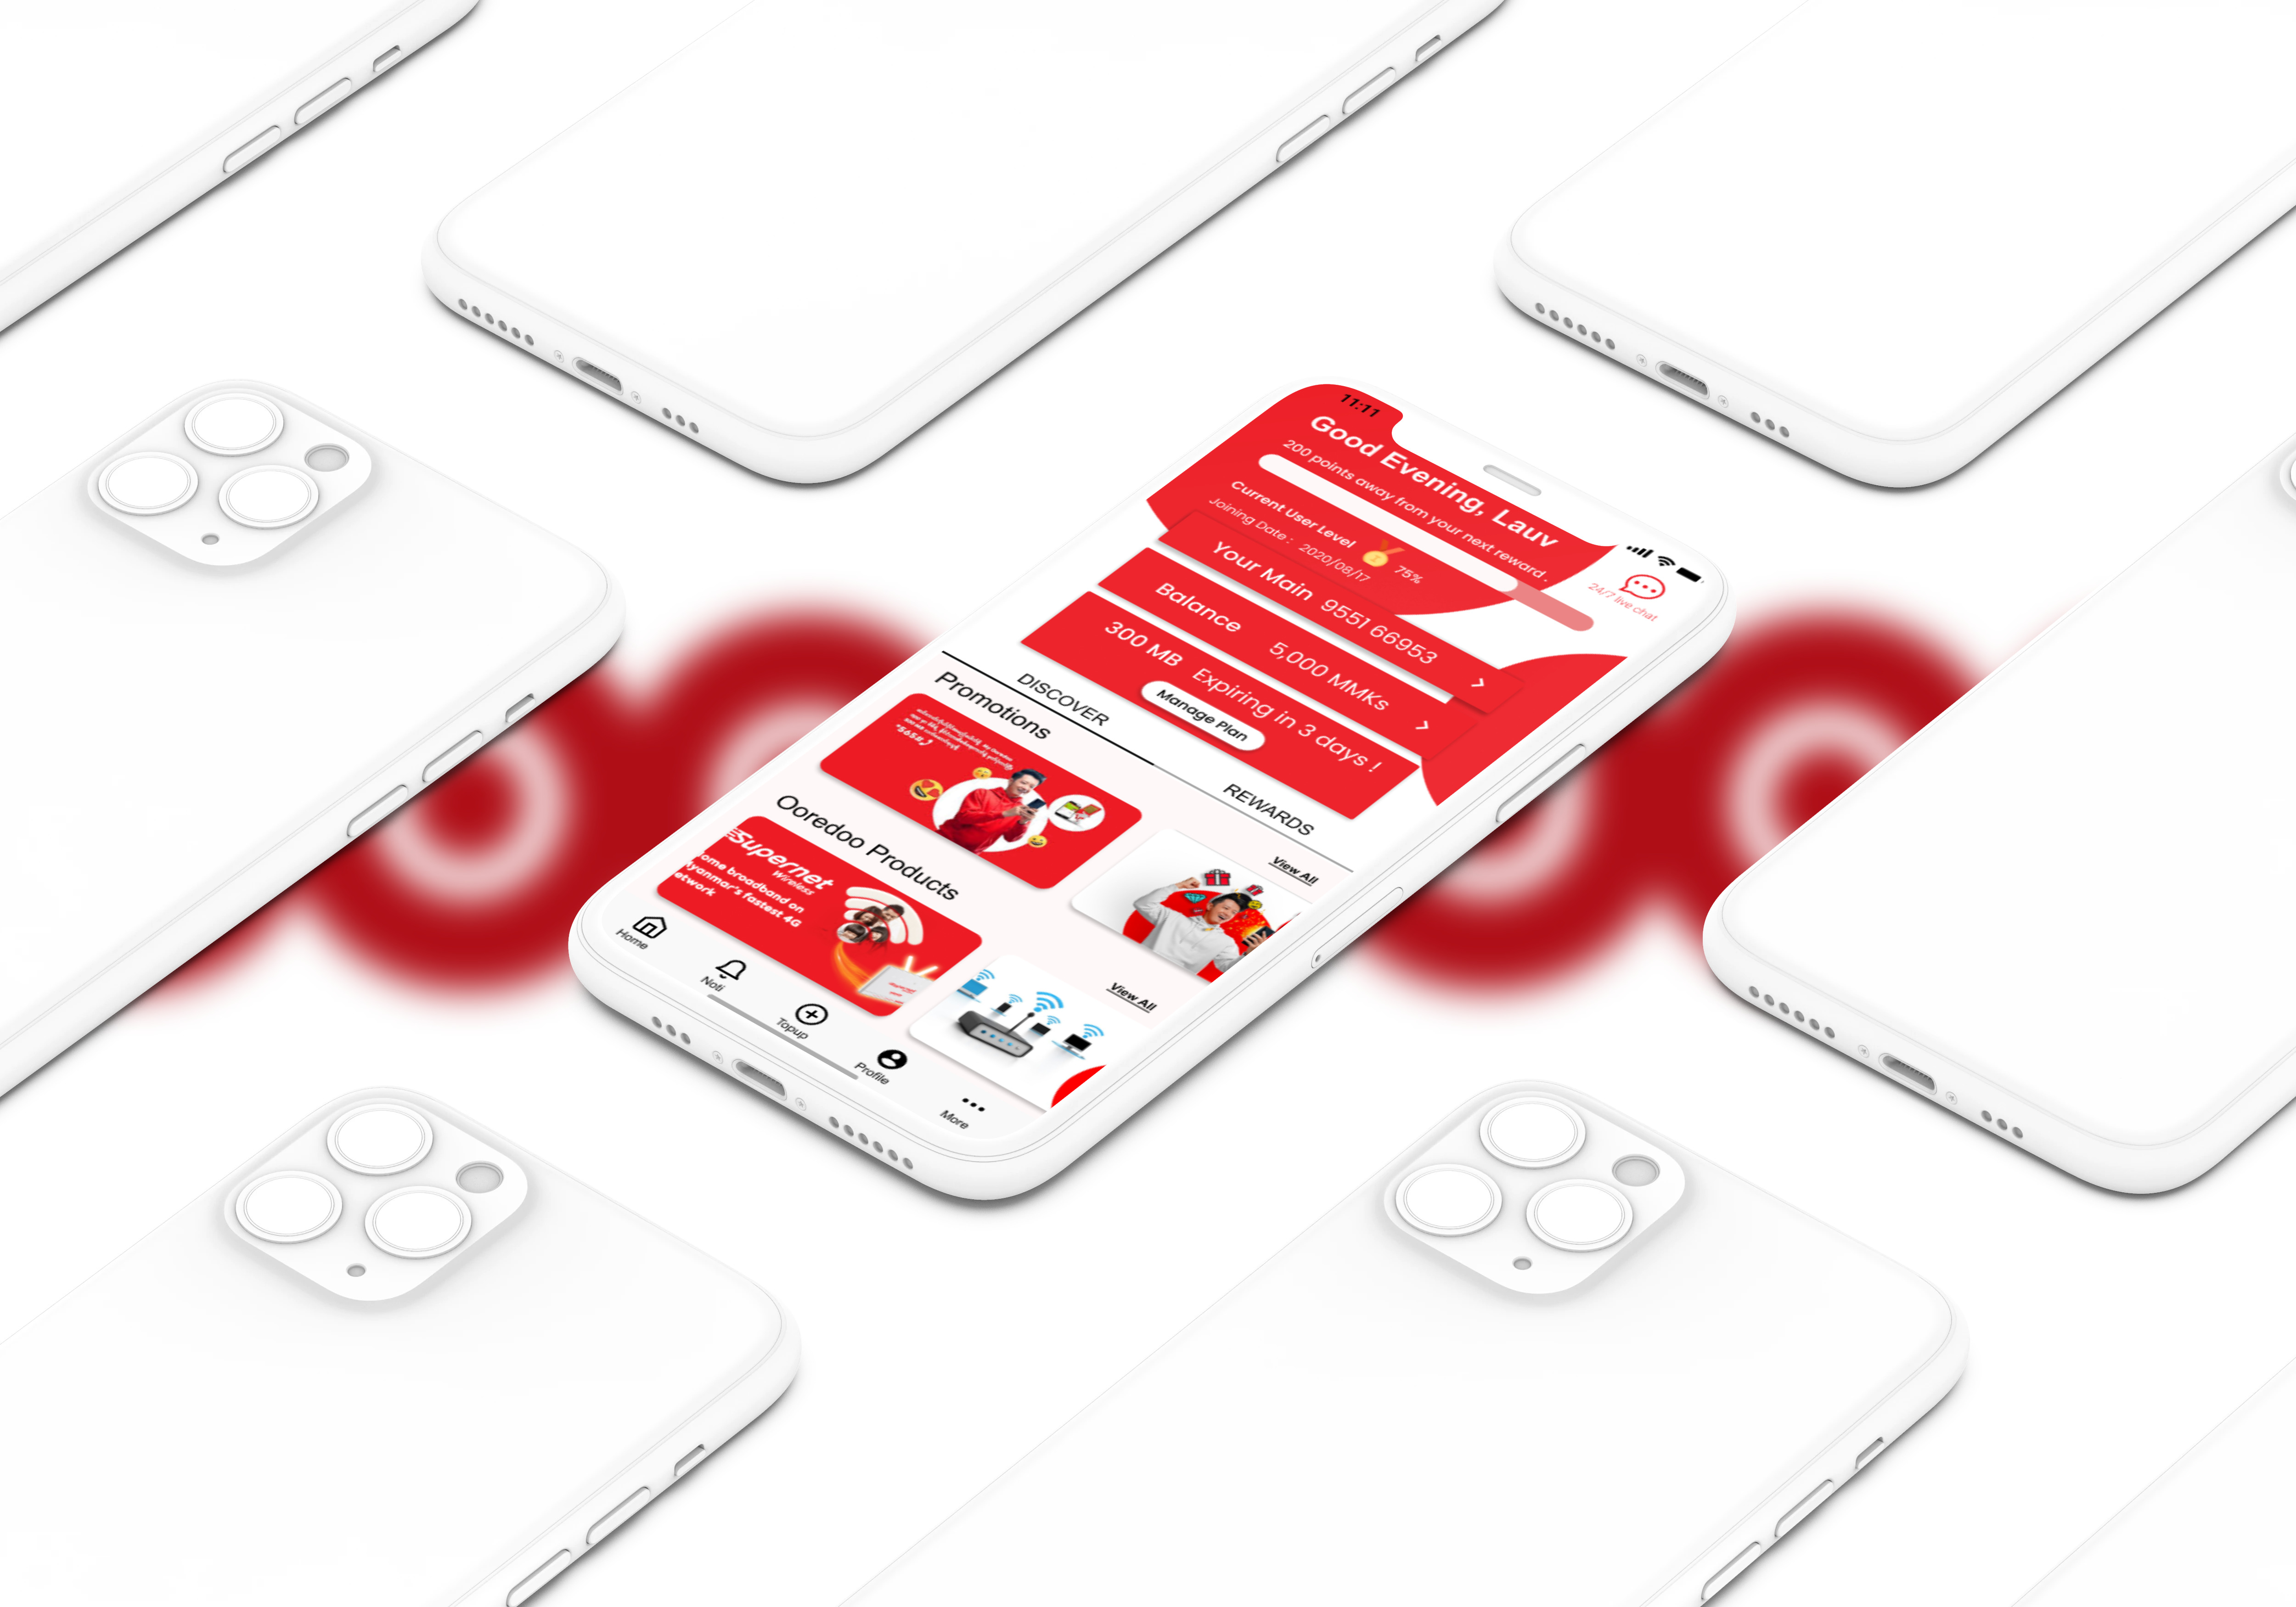 11:11
Good Evening, Lauv
200 points away from your next reward.
24/7 live chat
Current User Level
75%
Joining Date : 2020/08/17
Your Main 9551 66953
Balance 5,000 MMKs
300 MB Expiring in 3 days !
Manage Plan
DISCOVER
REWARDS
Promotions
View All
*5656#
Ooredoo Products
View All
Supernet
Wireless
ome broadband on
yanmar's fastest 4G
etwork
Home
Noti
Topup
Profile
More